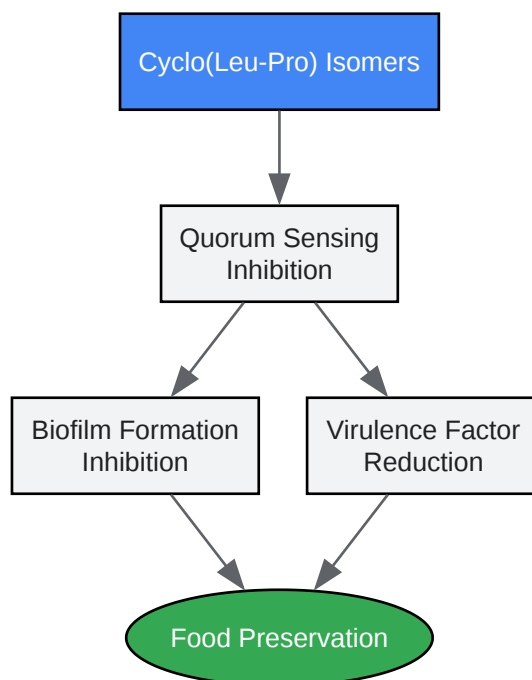 Cyclo(Leu-Pro) Isomers
Quorum Sensing
Inhibition
Biofilm Formation
Inhibition
Virulence Factor
Reduction
Food Preservation